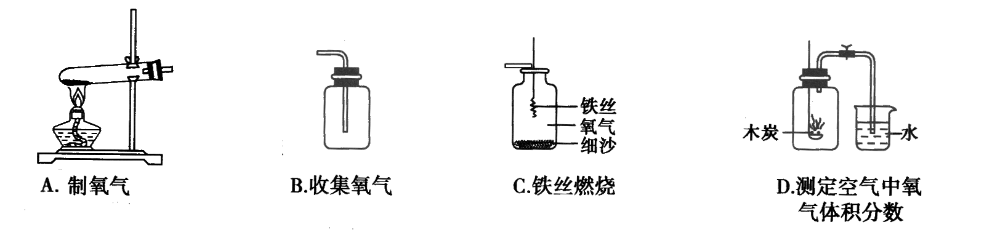 铁丝
氧气
细沙
木炭
水
A. 制氧气
B.收集氧气
C.铁丝燃烧
D.测定空气中氧
气体积分数